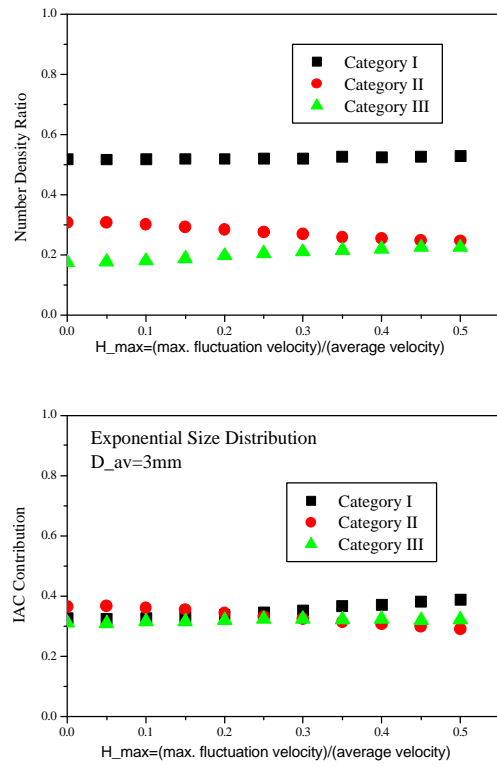 1.0
0.8
0.6
0.4
0.2
0.0
Number Density Ratio
Category I
Category II
Category III
0.0 0.1 0.2 0.3 0.4 0.5
H_max=(max. fluctuation velocity)/(average velocity)
1.0
0.8
0.6
0.4
0.2
0.0
IAC Contribution
Exponential Size Distribution
D_av=3mm
Category I
Category II
Category III
0.0 0.1 0.2 0.3 0.4 0.5
H_max=(max. fluctuation velocity)/(average velocity)